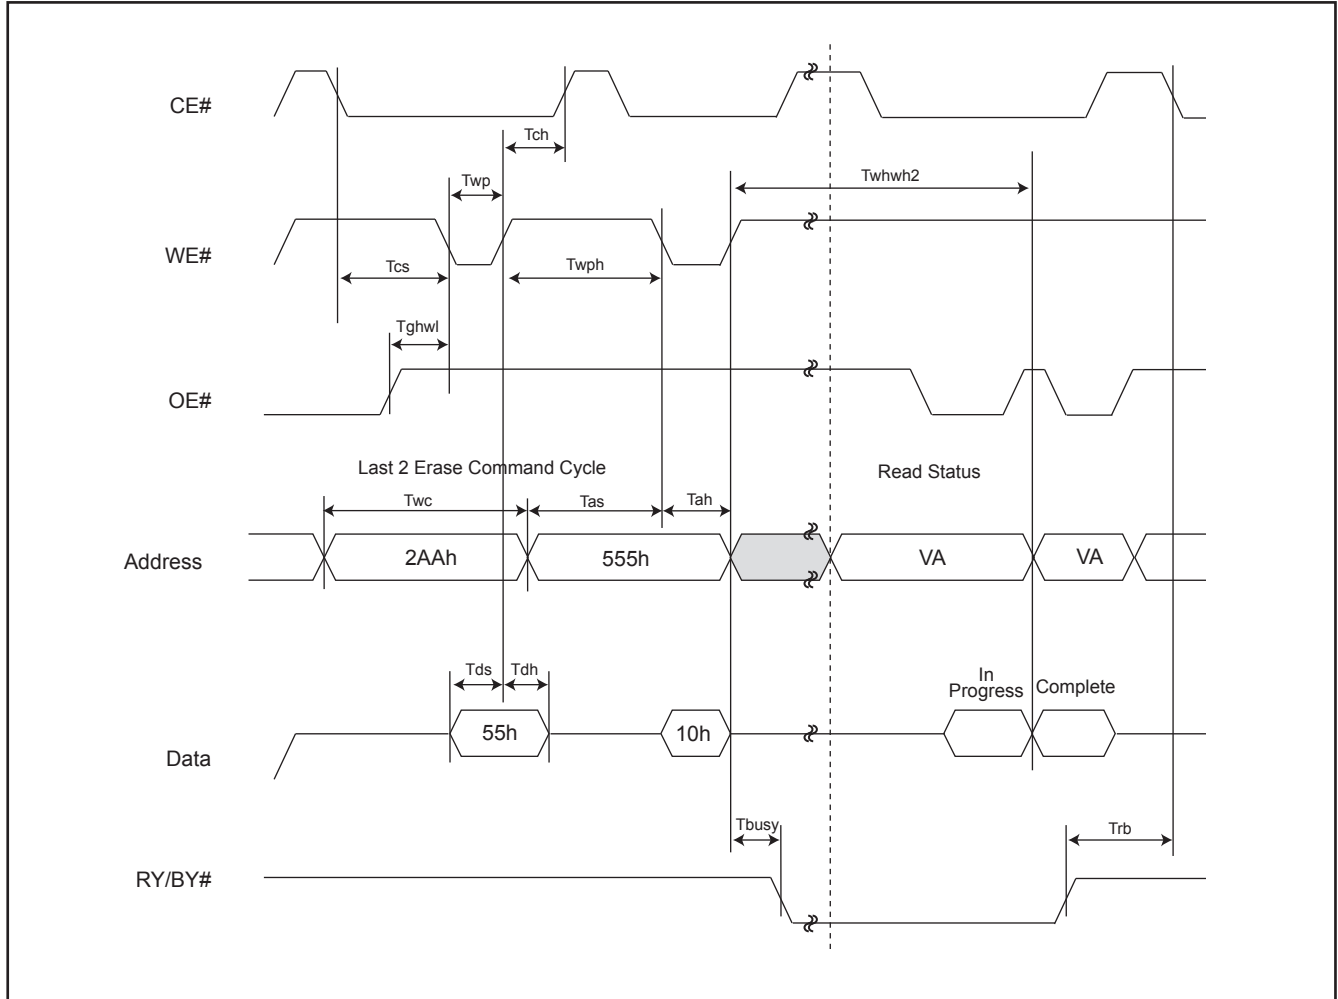 CE#
Tch
Twp
Twhwh2
WE#
Tcs
Twph
Tghwl
OE#
Last 2 Erase Command Cycle
Read Status
Twc
Tas
Tah
Address
2AAh
555h
VA
VA
Tds
Tdh
In
Progress
Complete
55h
10h
Data
Tbusy
Trb
RY/BY#